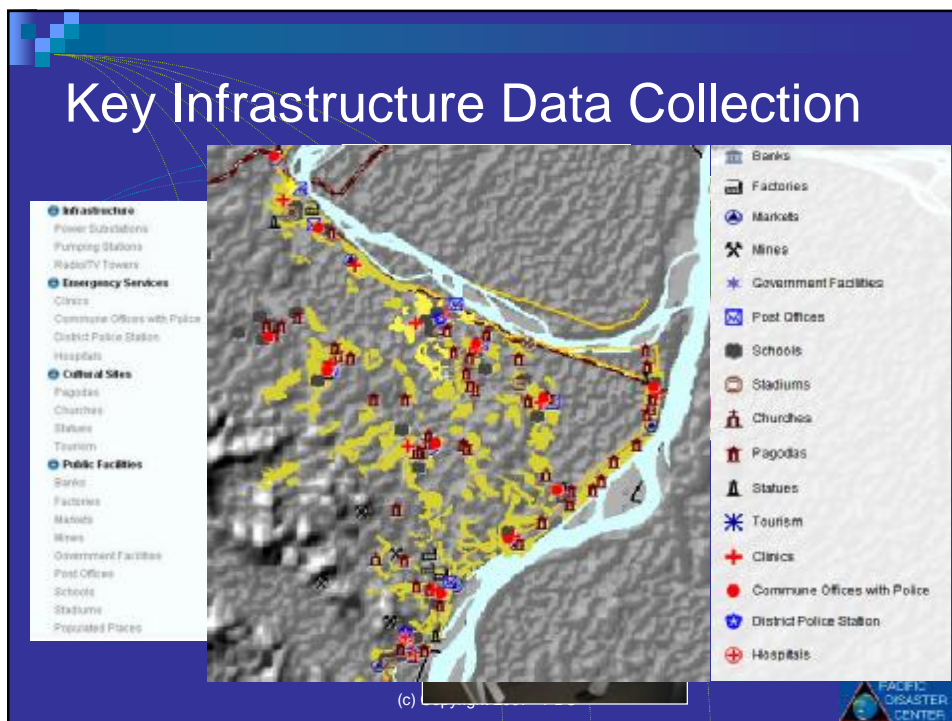 Key Infrastructure Data Collection
Infrastructure
Power Substations
Pumping Stations
Radio/TV Towers
Emergency Services
Clinics
Commune Offices with Police
District Police Station
Hospitals
Cultural Sites
Pagodas
Churches
Statues
Tourism
Public Facilities
Banks
Factories
Markets
Mines
Government Facilities
Post Offices
Schools
Stadiums
Populated Places
Banks
Factories
Markets
Mines
Government Facilities
Post Offices
Schools
Stadiums
Churches
Pagodas
Statues
Tourism
Clinics
Commune Offices with Police
District Police Station
Hospitals
(c)
PACIFIC
DISASTER
CENTER